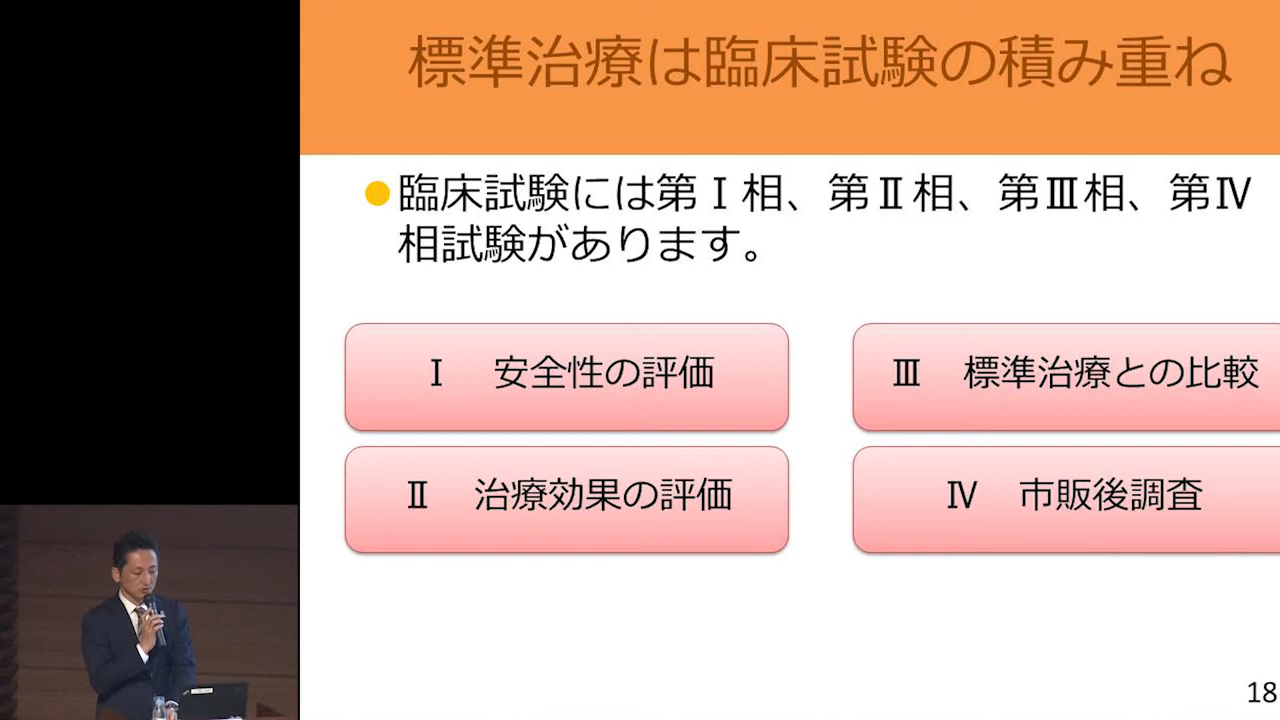 標準治療は臨床試験の積み重ね
●臨床試験には第Ⅰ相、第Ⅱ相、第Ⅲ相、第Ⅳ
相試験があります。
Ⅰ 安全性の評価
Ⅲ 標準治療との比較
Ⅱ 治療効果の評価
Ⅳ 市販後調査
18